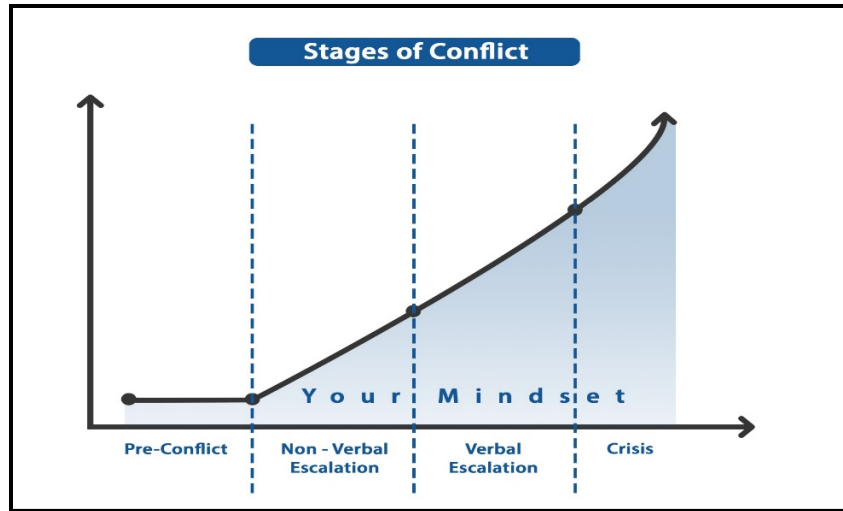 Stages of Conflict
Your Mindset
Pre-Conflict
Non - Verbal
Escalation
Verbal
Escalation
Crisis